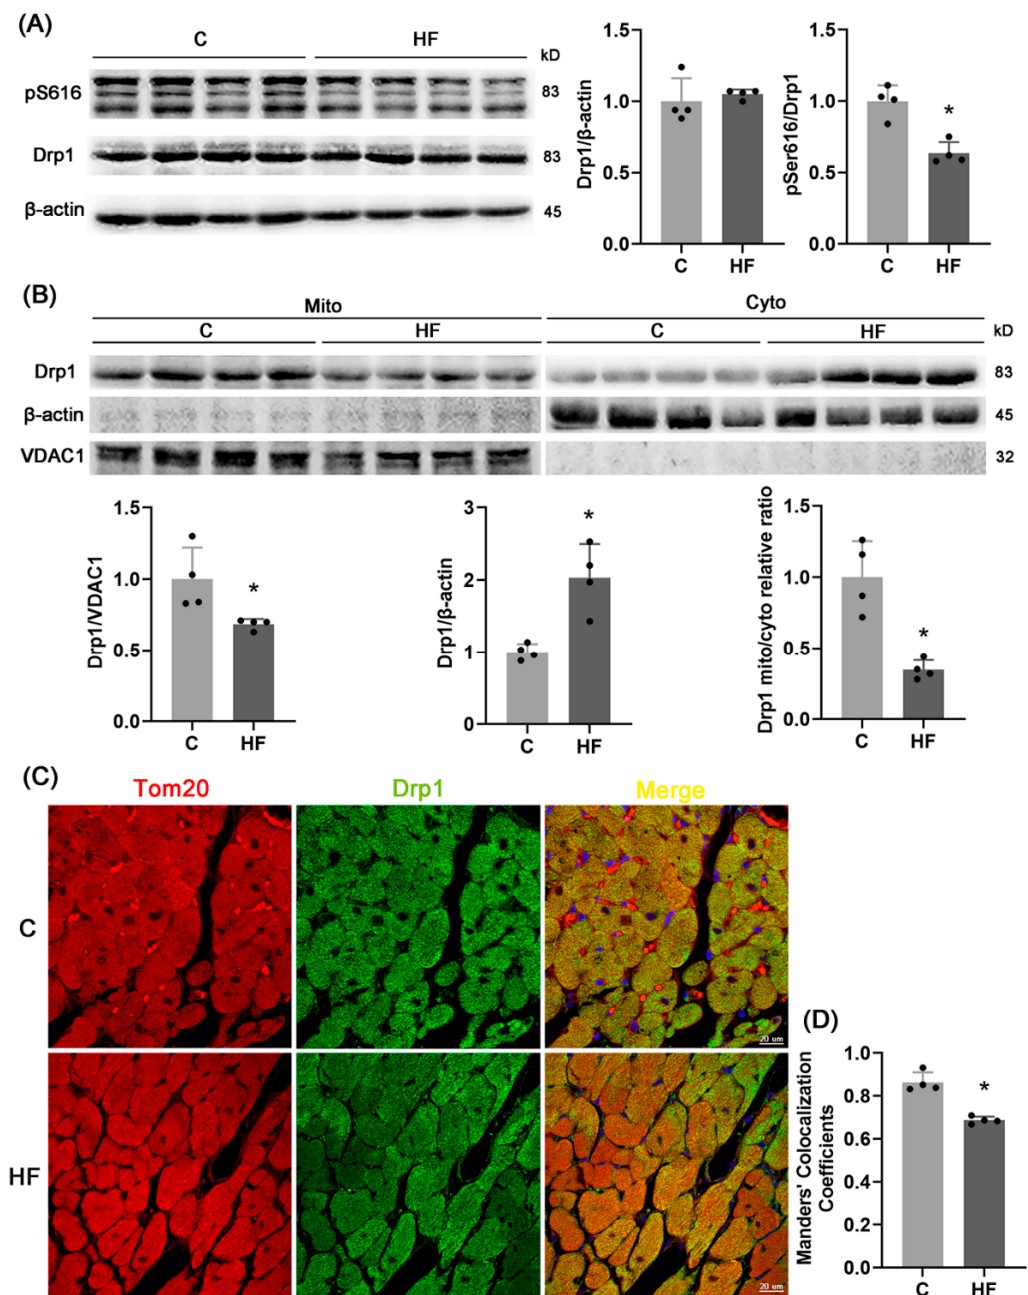 (A)
C HF kD
pS616 83
Drp1 83
β-actin 45
Drp1/β-actin
1.5
1.0
0.5
0.0
C HF
pSer616/Drp1
1.5
1.0
0.5
0.0
*
C HF
(B)
Mito Cyto
C HF C HF kD
Drp1 83
β-actin 45
VDAC1 32
Drp1/VDAC1
1.5
1.0
0.5
0.0
*
C HF
Drp1/β-actin
3
2
1
0
*
C HF
Drp1 mito/cyto relative ratio
1.5
1.0
0.5
0.0
*
C HF
(C)
Tom20 Drp1 Merge
C
20 um
HF
20 um
(D)
Manders' Colocalization
Coefficients
1.0
0.8
0.6
0.4
0.2
0.0
*
C HF